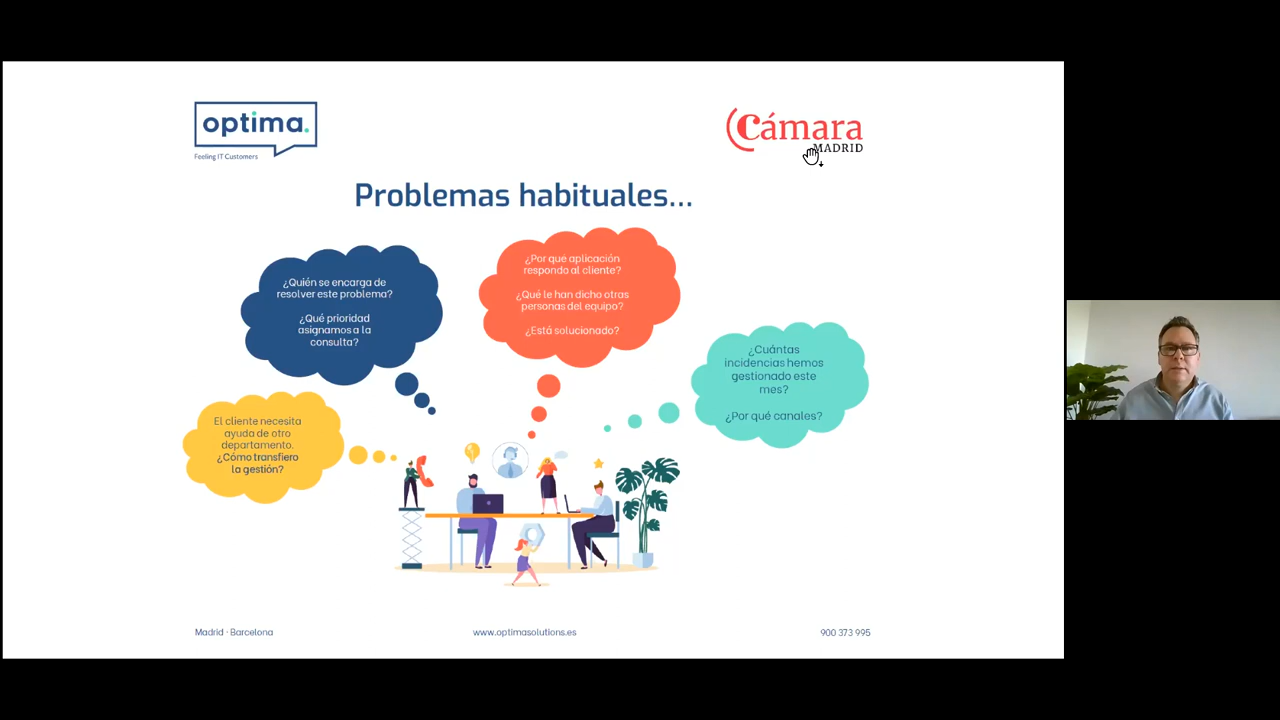 optima.
Feeling IT Customers
cámara
MADRID
Problemas habituales...
¿Quién se encarga de
resolver este problema?
¿Qué prioridad
asignamos a la
consulta?
¿Por qué aplicación
respondo al cliente?
¿Qué le han dicho otras
personas del equipo?
¿Está solucionado?
¿Cuántas
incidencias hemos
gestionado este
mes?
¿Por qué canales?
El cliente necesita
ayuda de otro
departamento.
¿Cómo transfiero
la gestión?
Madrid · Barcelona
www.optimasolutions.es
900 373 995